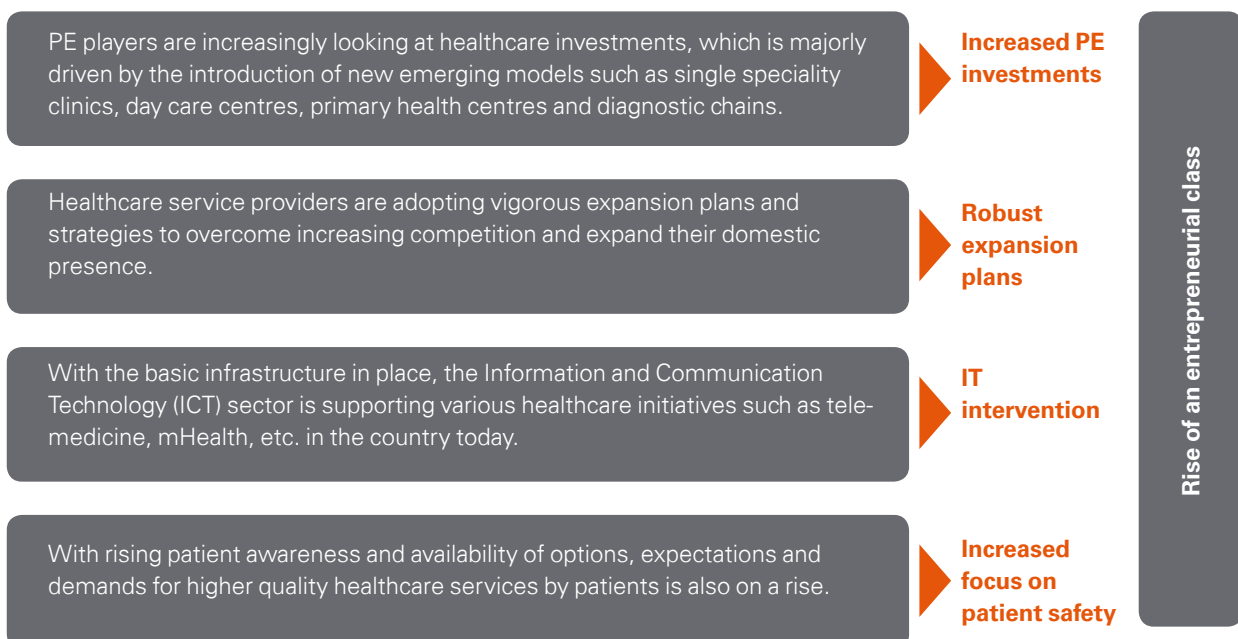 PE players are increasingly looking at healthcare investments, which is majorly
driven by the introduction of new emerging models such as single speciality
clinics, day care centres, primary health centres and diagnostic chains.
Increased PE
investments
Healthcare service providers are adopting vigorous expansion plans and
strategies to overcome increasing competition and expand their domestic
presence.
Robust
expansion
plans
With the basic infrastructure in place, the Information and Communication
Technology (ICT) sector is supporting various healthcare initiatives such as tele-
medicine, mHealth, etc. in the country today.
IT
intervention
With rising patient awareness and availability of options, expectations and
demands for higher quality healthcare services by patients is also on a rise.
Increased
focus on
patient safety
Rise of an entrepreneurial class